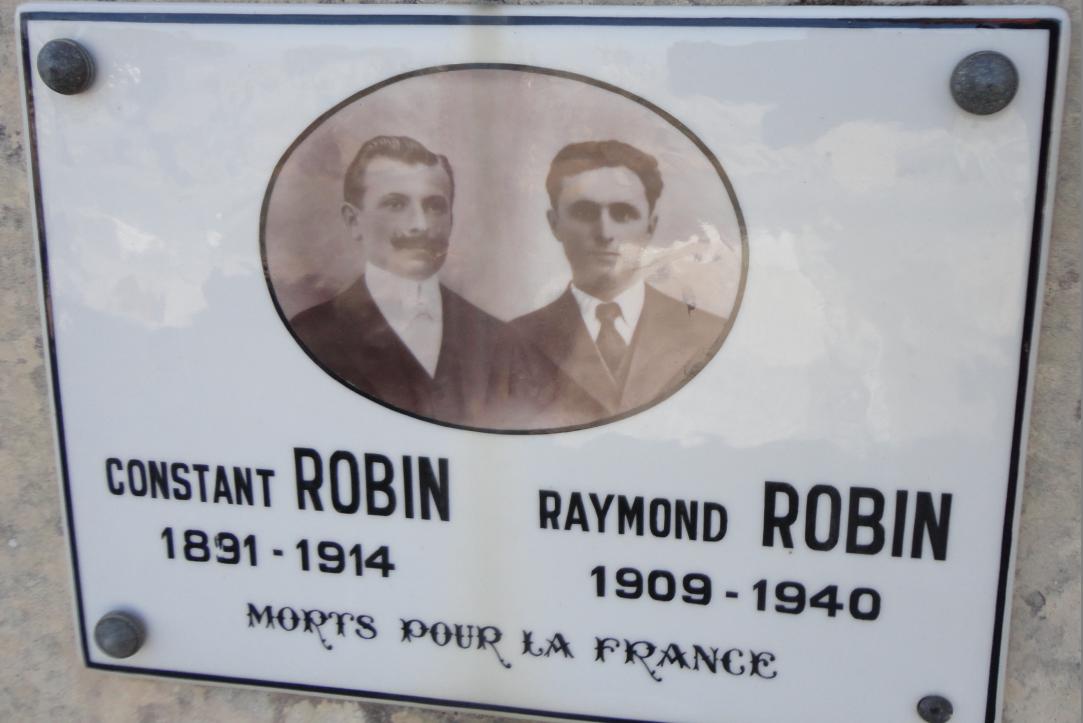 CONSTANT ROBIN
1891 - 1914
RAYMOND ROBIN
1909 - 1940
MORTS POUR LA FRANCE